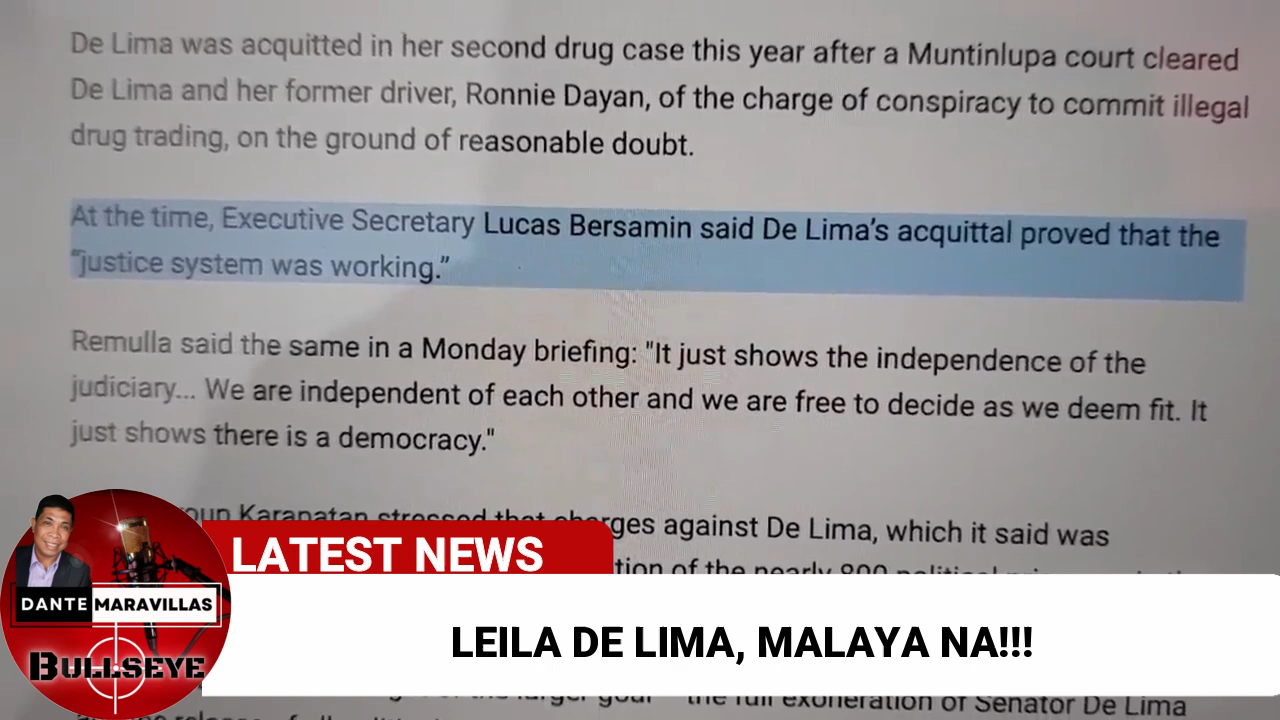 De Lima was acquitted in her second drug case this year after a Muntinlupa court cleared
De Lima and her former driver, Ronnie Dayan, of the charge of conspiracy to commit illegal
drug trading, on the ground of reasonable doubt.
At the time, Executive Secretary Lucas Bersamin said De Lima's acquittal proved that the
"justice system was working."
Remulla said the same in a Monday briefing: "It just shows the independence of the
judiciary... We are independent of each other and we are free to decide as we deem fit. It
just shows there is a democracy."
Karapatan stressed that charges against De Lima, which it said was
of the nearly 800 political
LATEST NEWS
DANTE MARAVILLAS
BULLSEYE
LEILA DE LIMA, MALAYA NA!!!
the full exoneration of Senator De Lima